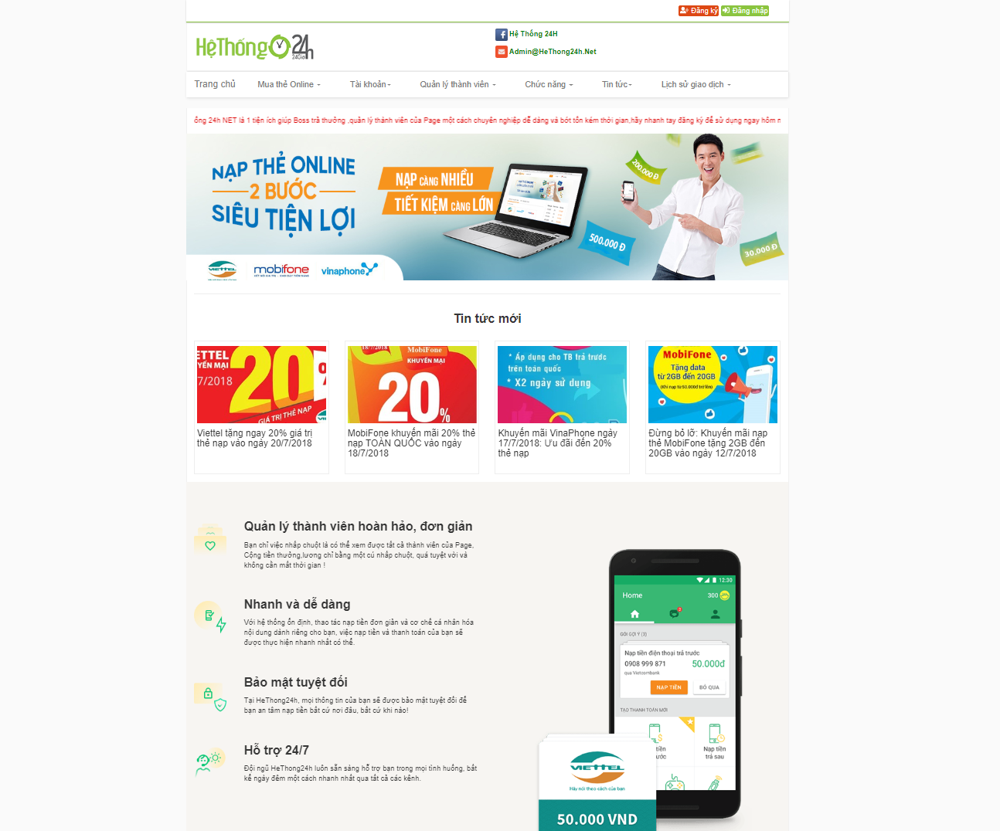 Đăng ký Đăng nhập
HệThống 24h
24Giờ
Hệ Thống 24H
Admin@HeThong24h.Net
Trang chủ Mua thẻ Online Tài khoản Quản lý thành viên Chức năng Tin tức Lịch sử giao dịch
ống 24h NET là 1 tiện ích giúp Boss trả thưởng ,quản lý thành viên của Page một cách chuyên nghiệp dễ dàng và bớt tốn kém thời gian,hãy nhanh tay đăng ký để sử dụng ngay hôm n
NẠP THẺ ONLINE
2 BƯỚC
SIÊU TIỆN LỢI
NẠP CÀNG NHIỀU
TIẾT KIỆM CÀNG LỚN
200.000 Đ
500.000 Đ
30.000 Đ
VIETTEL mobifone vinaphone
Tin tức mới
ETTEL
YẾN MẠI
20%
/7/2018
GIÁ TRỊ THẺ NẠP
Viettel tặng ngay 20% giá trị
thẻ nạp vào ngày 20/7/2018
18/7/2018 MobiFone
KHUYẾN MẠI
20%
MobiFone khuyến mãi 20% thẻ
nạp TOÀN QUỐC vào ngày
18/7/2018
* Áp dụng cho TB trả trước
trên toàn quốc
* X2 ngày sử dụng
Khuyến mãi VinaPhone ngày
17/7/2018: Ưu đãi đến 20%
thẻ nạp
MobiFone
Tặng data
từ 2GB đến 20GB
(Khi nạp từ 50.000đ trở lên)
Đừng bỏ lỡ: Khuyến mãi nạp
thẻ MobiFone tặng 2GB đến
20GB vào ngày 12/7/2018
Quản lý thành viên hoàn hảo, đơn giản
Bạn chỉ việc nhấp chuột là có thể xem được tất cả thành viên của Page,
Cộng tiền thưởng,lương chỉ bằng một cú nhấp chuột, quá tuyệt vời và
không cần mất thời gian !
Nhanh và dễ dàng
Với hệ thống ổn định, thao tác nạp tiền đơn giản và cơ chế cá nhân hóa
nội dung dành riêng cho bạn, việc nạp tiền và thanh toán của bạn sẽ
được thực hiện nhanh nhất có thể.
Bảo mật tuyệt đối
Tại HeThong24h, mọi thông tin của bạn sẽ được bảo mật tuyệt đối để
bạn an tâm nạp tiền bất cứ nơi đâu, bất cứ khi nào!
Hỗ trợ 24/7
Đội ngũ HeThong24h luôn sẵn sàng hỗ trợ bạn trong mọi tình huống, bất
kể ngày đêm một cách nhanh nhất qua tất cả các kênh.
12:30
Home 300
3
GÓI GỢI Ý (3)
Nạp tiền điện thoại trả trước
0908 999 871 50.000đ
qua Vietcombank
NẠP TIỀN BỎ QUA
TẠO THANH TOÁN MỚI
tiền Nạp tiền
ước trả sau
VIETTEL
Hãy nói theo cách của bạn
50.000 VND